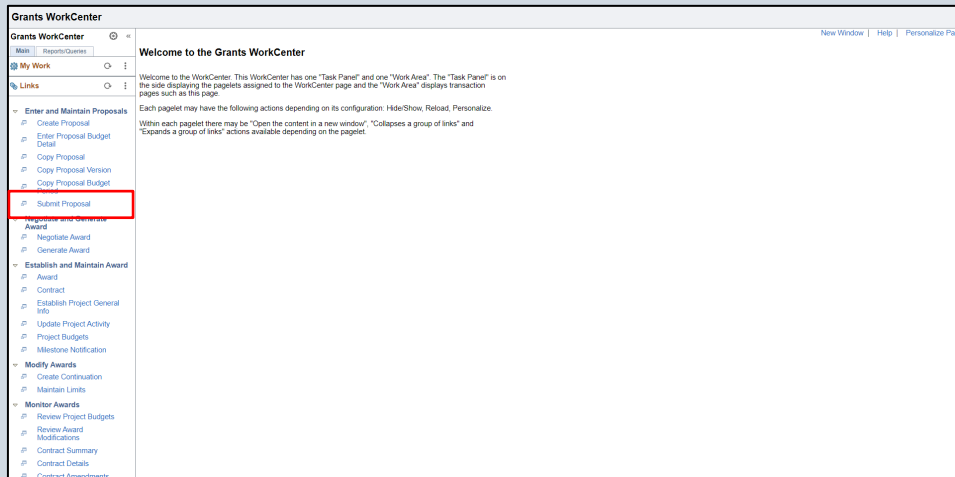 Grants WorkCenter
New Window | Help | Personalize Pa
Grants WorkCenter
Main Reports/Queries
My Work
Links
Enter and Maintain Proposals
Create Proposal
Enter Proposal Budget
Detail
Copy Proposal
Copy Proposal Version
Copy Proposal Budget
Period
Submit Proposal
Negotiate and Generate
Award
Negotiate Award
Generate Award
Establish and Maintain Award
Award
Contract
Establish Project General
Info
Update Project Activity
Project Budgets
Milestone Notification
Modify Awards
Create Continuation
Maintain Limits
Monitor Awards
Review Project Budgets
Review Award
Modifications
Contract Summary
Contract Details
Contract Amendments
Welcome to the Grants WorkCenter
Welcome to the WorkCenter. This WorkCenter has one "Task Panel" and one "Work Area". The "Task Panel" is on
the side displaying the pagelets assigned to the WorkCenter page and the "Work Area" displays transaction
pages such as this page.
Each pagelet may have the following actions depending on its configuration: Hide/Show, Reload, Personalize.
Within each pagelet there may be "Open the content in a new window", "Collapses a group of links" and
"Expands a group of links" actions available depending on the pagelet.